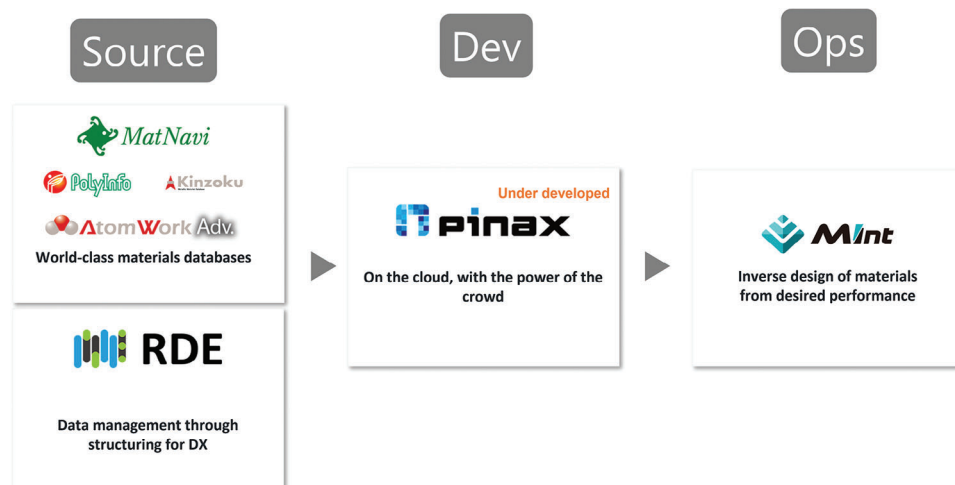 Source
Dev
Ops
MatNavi
PolyInfo
Kinzoku
AtomWork Adv.
World-class materials databases
RDE
Data management through
structuring for DX
Under developed
pinax
On the cloud, with the power of the
crowd
MInt
Inverse design of materials
from desired performance